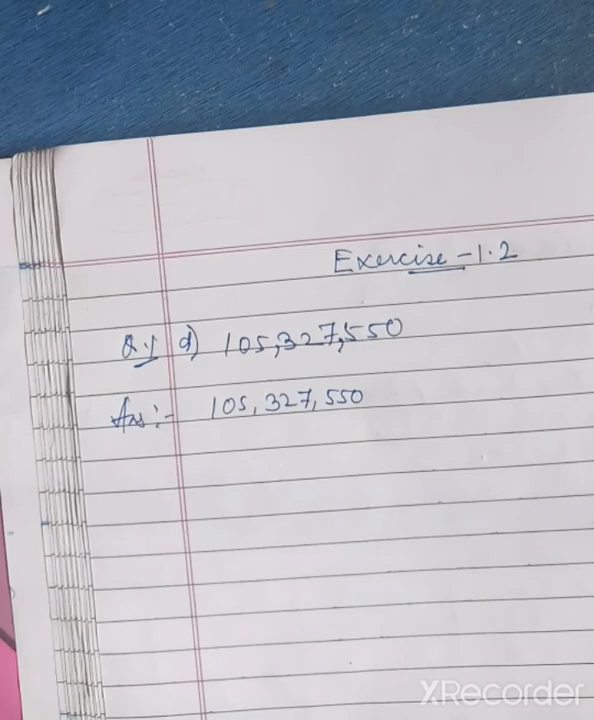 Exercise-1.2
Q.1 d) 105,327,550
Ans:- 105,327,550
XRecorder